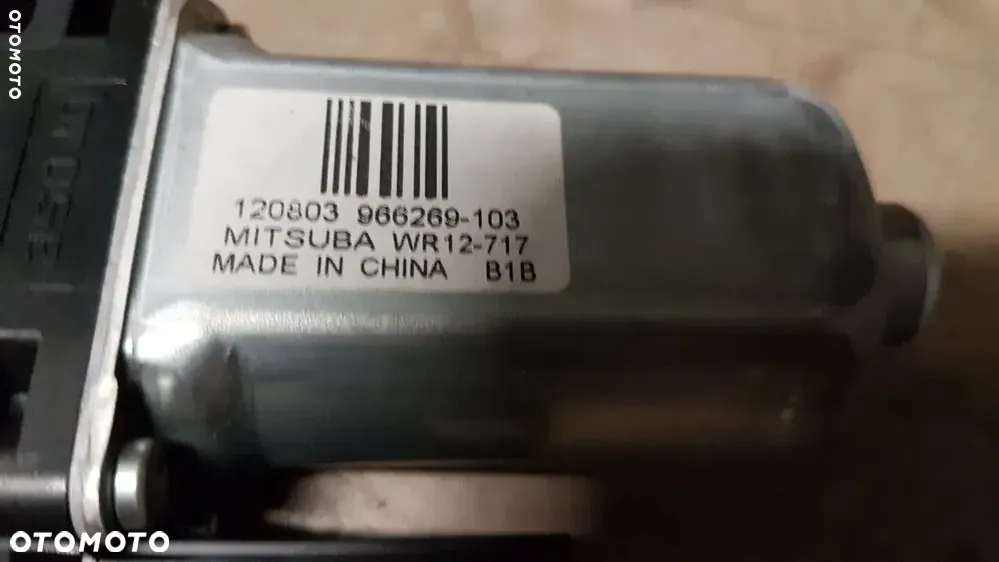 OTOMOTO
120803 966269-103
MITSUBA WR12-717
MADE IN CHINA B1B
OTOMOTO